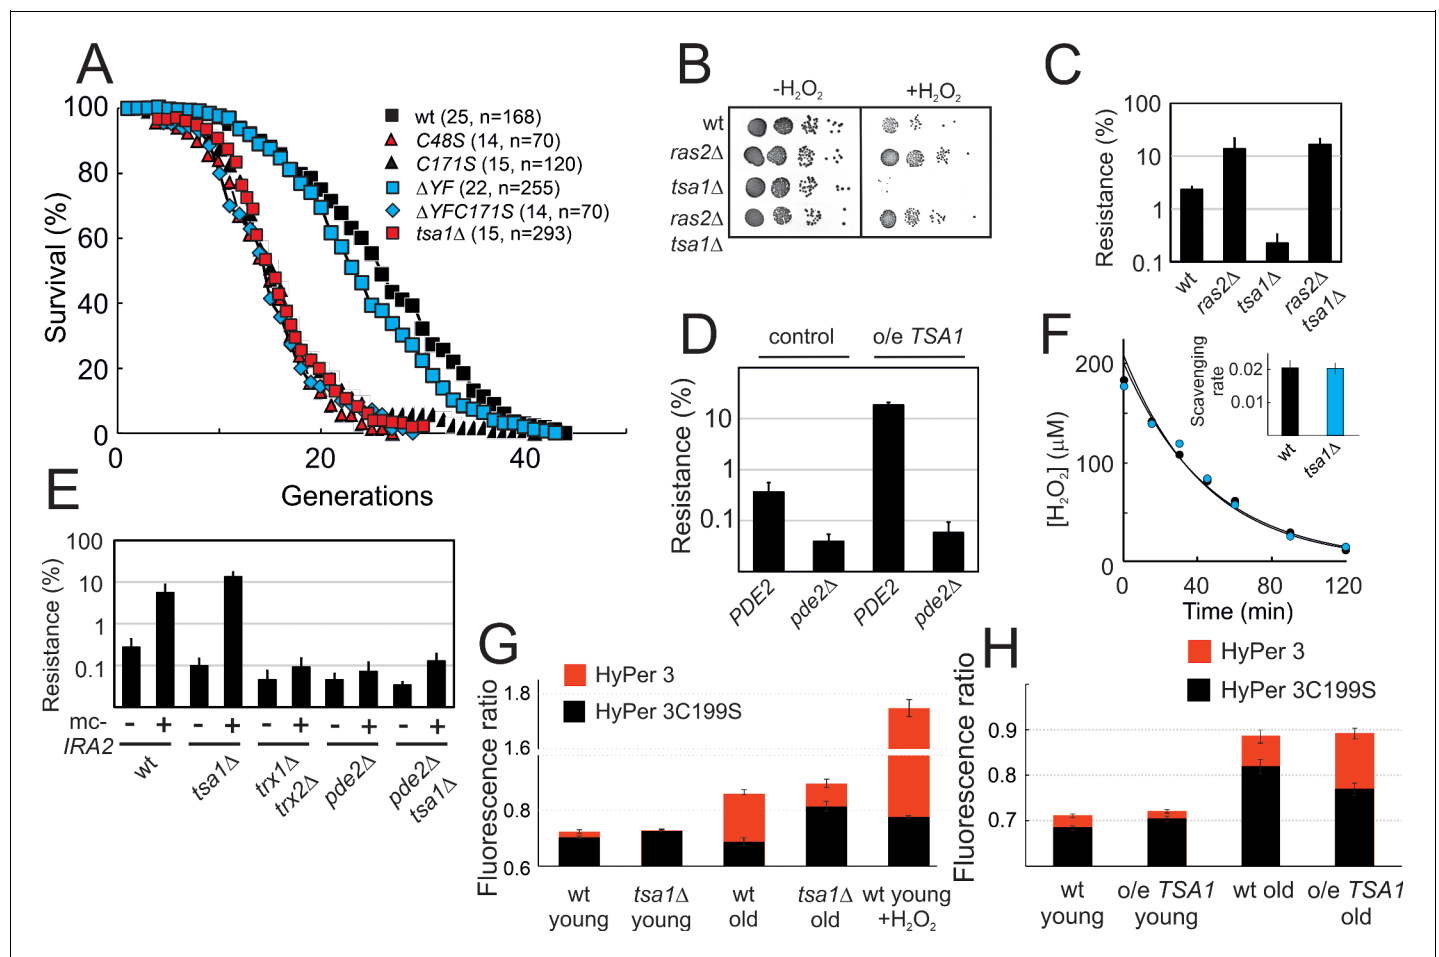 A
100
80
60
40
20
0
Survival (%)
0
20
40
Generations
wt (25, n=168)
C48S (14, n=70)
C171S (15, n=120)
ΔYF (22, n=255)
ΔYFC171S (14, n=70)
tsa1Δ (15, n=293)
B
-H₂O₂
+H₂O₂
wt
ras2Δ
tsa1Δ
ras2Δ
tsa1Δ
C
100
10
1
0.1
Resistance (%)
wt
ras2Δ
tsa1Δ
ras2Δ
tsa1Δ
D
control
o/e TSA1
10
1
0.1
Resistance (%)
PDE2
pde2Δ
PDE2
pde2Δ
F
200
100
0
[H₂O₂] (μM)
0
40
80
120
Time (min)
Scavenging
rate
0.02
0.01
wt
tsa1Δ
E
100
10
1
0.1
Resistance (%)
mc-
IRA2
- + - + - + - + - +
wt
tsa1Δ
trx1Δ
trx2Δ
pde2Δ
pde2Δ
tsa1Δ
G
HyPer 3
HyPer 3C199S
1.8
1.6
0.8
0.6
Fluorescence ratio
wt
young
tsa1Δ
young
wt
old
tsa1Δ
old
wt young
+H₂O₂
H
HyPer 3
HyPer 3C199S
0.9
0.8
0.7
Fluorescence ratio
wt
young
o/e TSA1
young
wt old
o/e TSA1
old